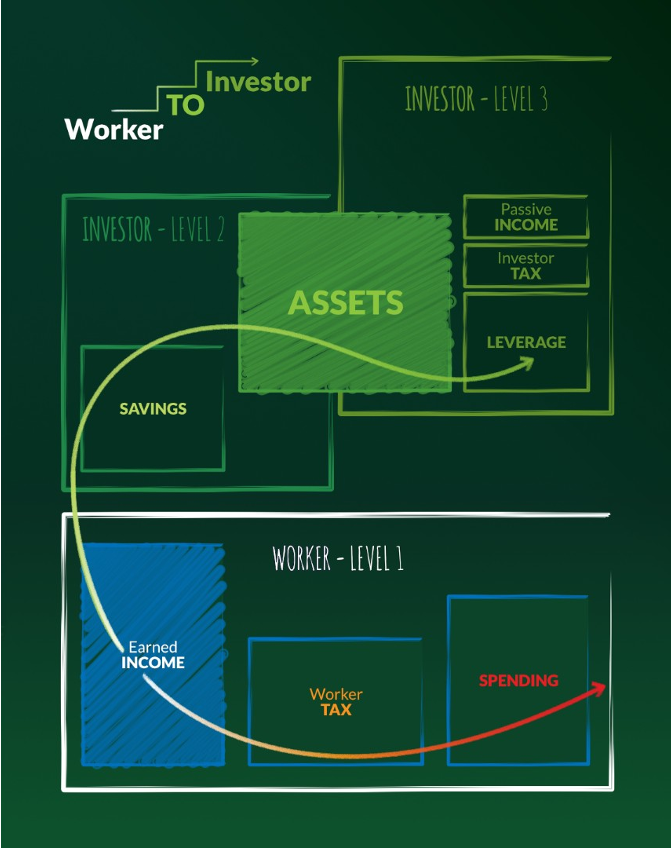 Worker
TO
Investor
INVESTOR - LEVEL 3
INVESTOR - LEVEL 2
Passive
INCOME
Investor
TAX
ASSETS
LEVERAGE
SAVINGS
WORKER - LEVEL 1
Earned
INCOME
Worker
TAX
SPENDING